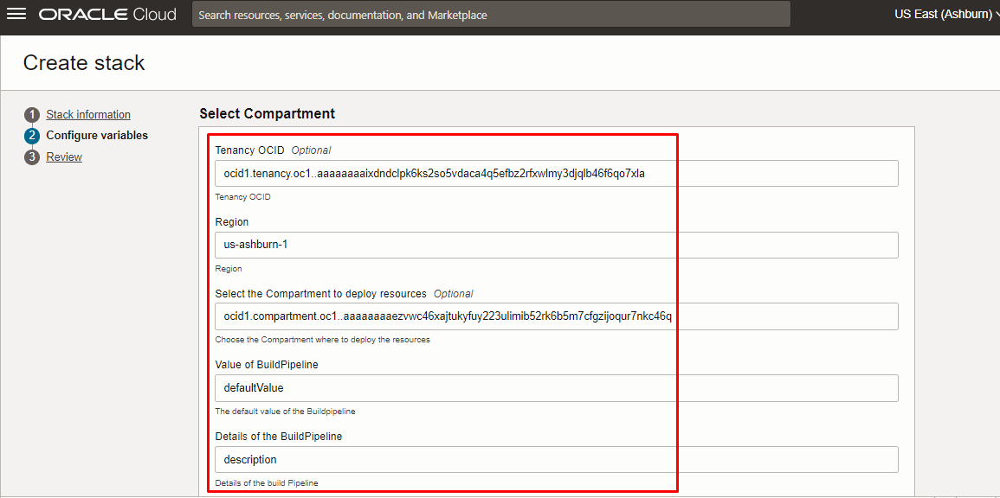 ORACLE Cloud
Search resources, services, documentation, and Marketplace
US East (Ashburn)
Create stack
1 Stack information
2 Configure variables
3 Review
Select Compartment
Tenancy OCID Optional
ocid1.tenancy.oc1..aaaaaaaaixdndclpk6ks2so5vdaca4q5efbz2rfxwlmy3djqlb46f6qo7xla
Tenancy OCID
Region
us-ashburn-1
Region
Select the Compartment to deploy resources Optional
ocid1.compartment.oc1..aaaaaaaaezvwc46xajtukyfuy223ulimib52rk6b5m7cfgzijoqur7nkc46q
Choose the Compartment where to deploy the resources
Value of BuildPipeline
defaultValue
The default value of the Buildpipeline
Details of the BuildPipeline
description
Details of the build Pipeline